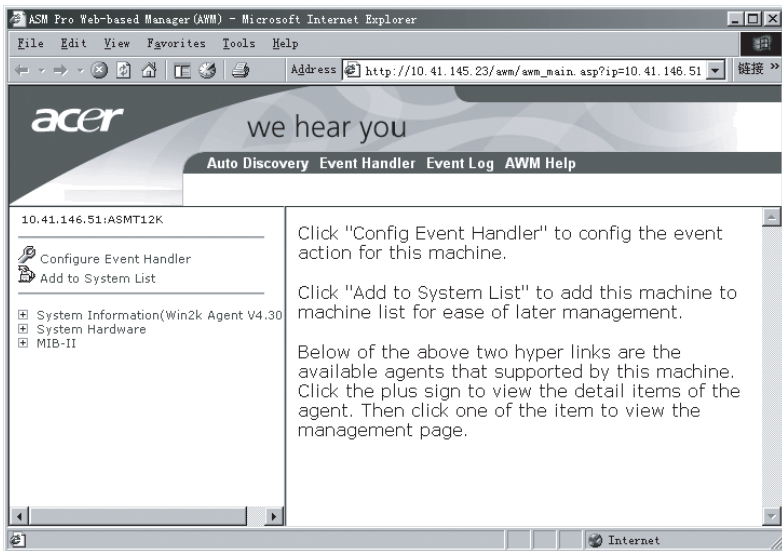 ASM Pro Web-based Manager(AWM) - Microsoft Internet Explorer
File Edit View Favorites Tools Help
Address http://10.41.145.23/awm/awm_main.asp?ip=10.41.146.51 链接 »
acer
we hear you
Auto Discovery Event Handler Event Log AWM Help
10.41.146.51:ASMT12K
Configure Event Handler
Add to System List
System Information(Win2k Agent V4.30
System Hardware
MIB-II
Click "Config Event Handler" to config the event
action for this machine.
Click "Add to System List" to add this machine to
machine list for ease of later management.
Below of the above two hyper links are the
available agents that supported by this machine.
Click the plus sign to view the detail items of the
agent. Then click one of the item to view the
management page.
Internet